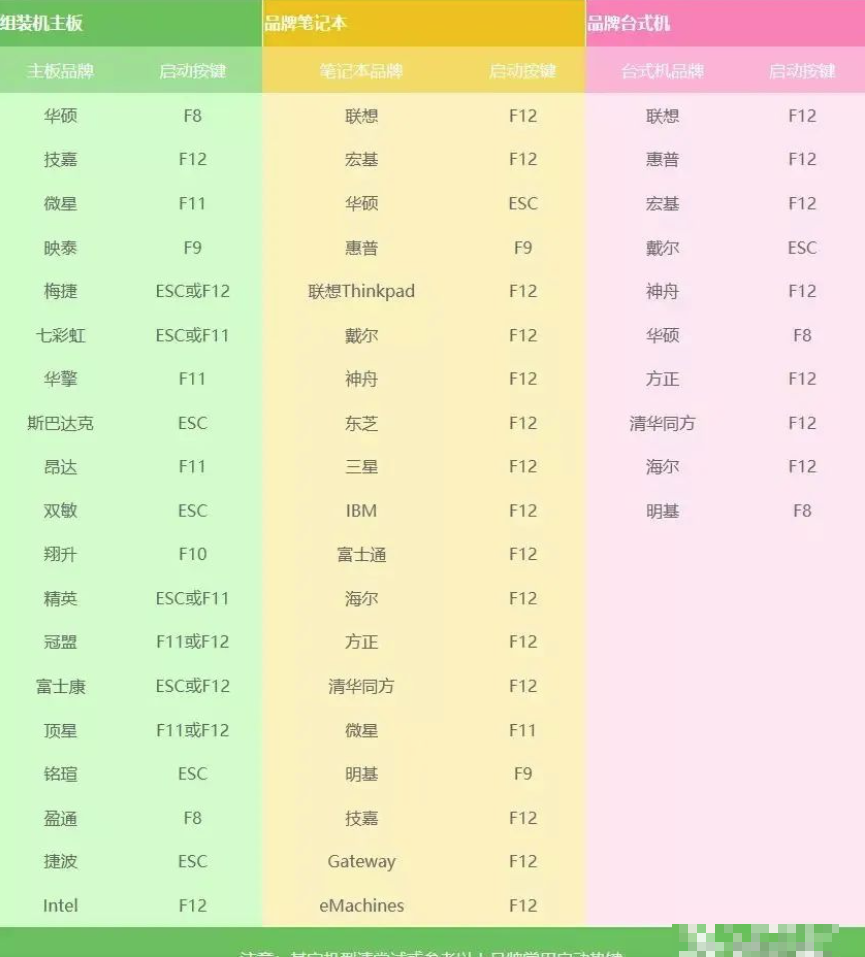 组装机主板 品牌笔记本 品牌台式机
主板品牌 启动按键 笔记本品牌 启动按键 台式机品牌 启动按键
华硕 F8 联想 F12 联想 F12
技嘉 F12 宏基 F12 惠普 F12
微星 F11 华硕 ESC 宏基 F12
映泰 F9 惠普 F9 戴尔 ESC
梅捷 ESC或F12 联想Thinkpad F12 神舟 F12
七彩虹 ESC或F11 戴尔 F12 华硕 F8
华擎 F11 神舟 F12 方正 F12
斯巴达克 ESC 东芝 F12 清华同方 F12
昂达 F11 三星 F12 海尔 F12
双敏 ESC IBM F12 明基 F8
翔升 F10 富士通 F12
精英 ESC或F11 海尔 F12
冠盟 F11或F12 方正 F12
富士康 ESC或F12 清华同方 F12
顶星 F11或F12 微星 F11
铭瑄 ESC 明基 F9
盈通 F8 技嘉 F12
捷波 ESC Gateway F12
Intel F12 eMachines F12
注意：其它机型请尝试或参考以上品牌常用启动热键